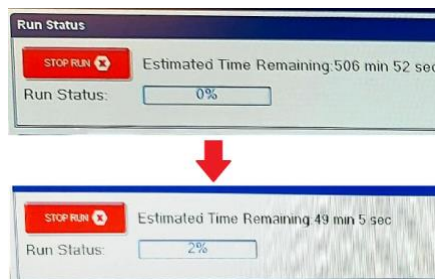 Run Status
STOP RUN
Estimated Time Remaining:506 min 52 sec
Run Status:
0%
STOP RUN
Estimated Time Remaining:49 min 5 sec
Run Status:
2%